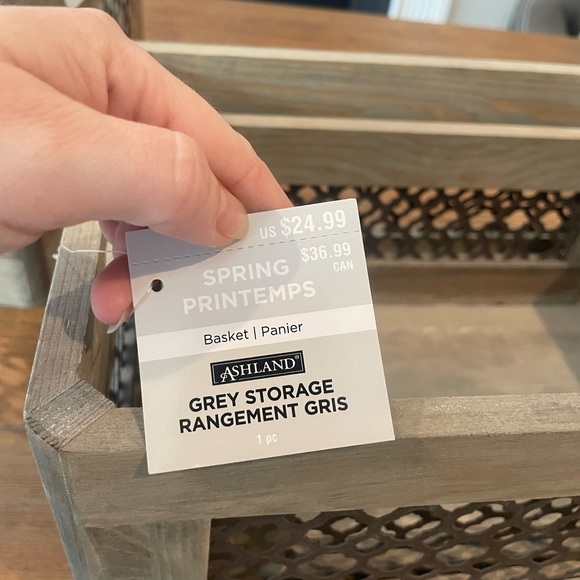 US $24.99
$36.99
CAN
SPRING
PRINTEMPS
Basket | Panier
ASHLAND®
GREY STORAGE
RANGEMENT GRIS
1 pc